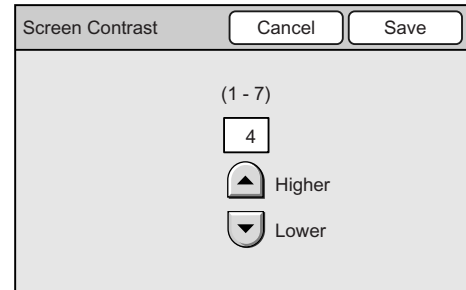 Screen Contrast Cancel Save
(1 - 7)
4
Higher
Lower